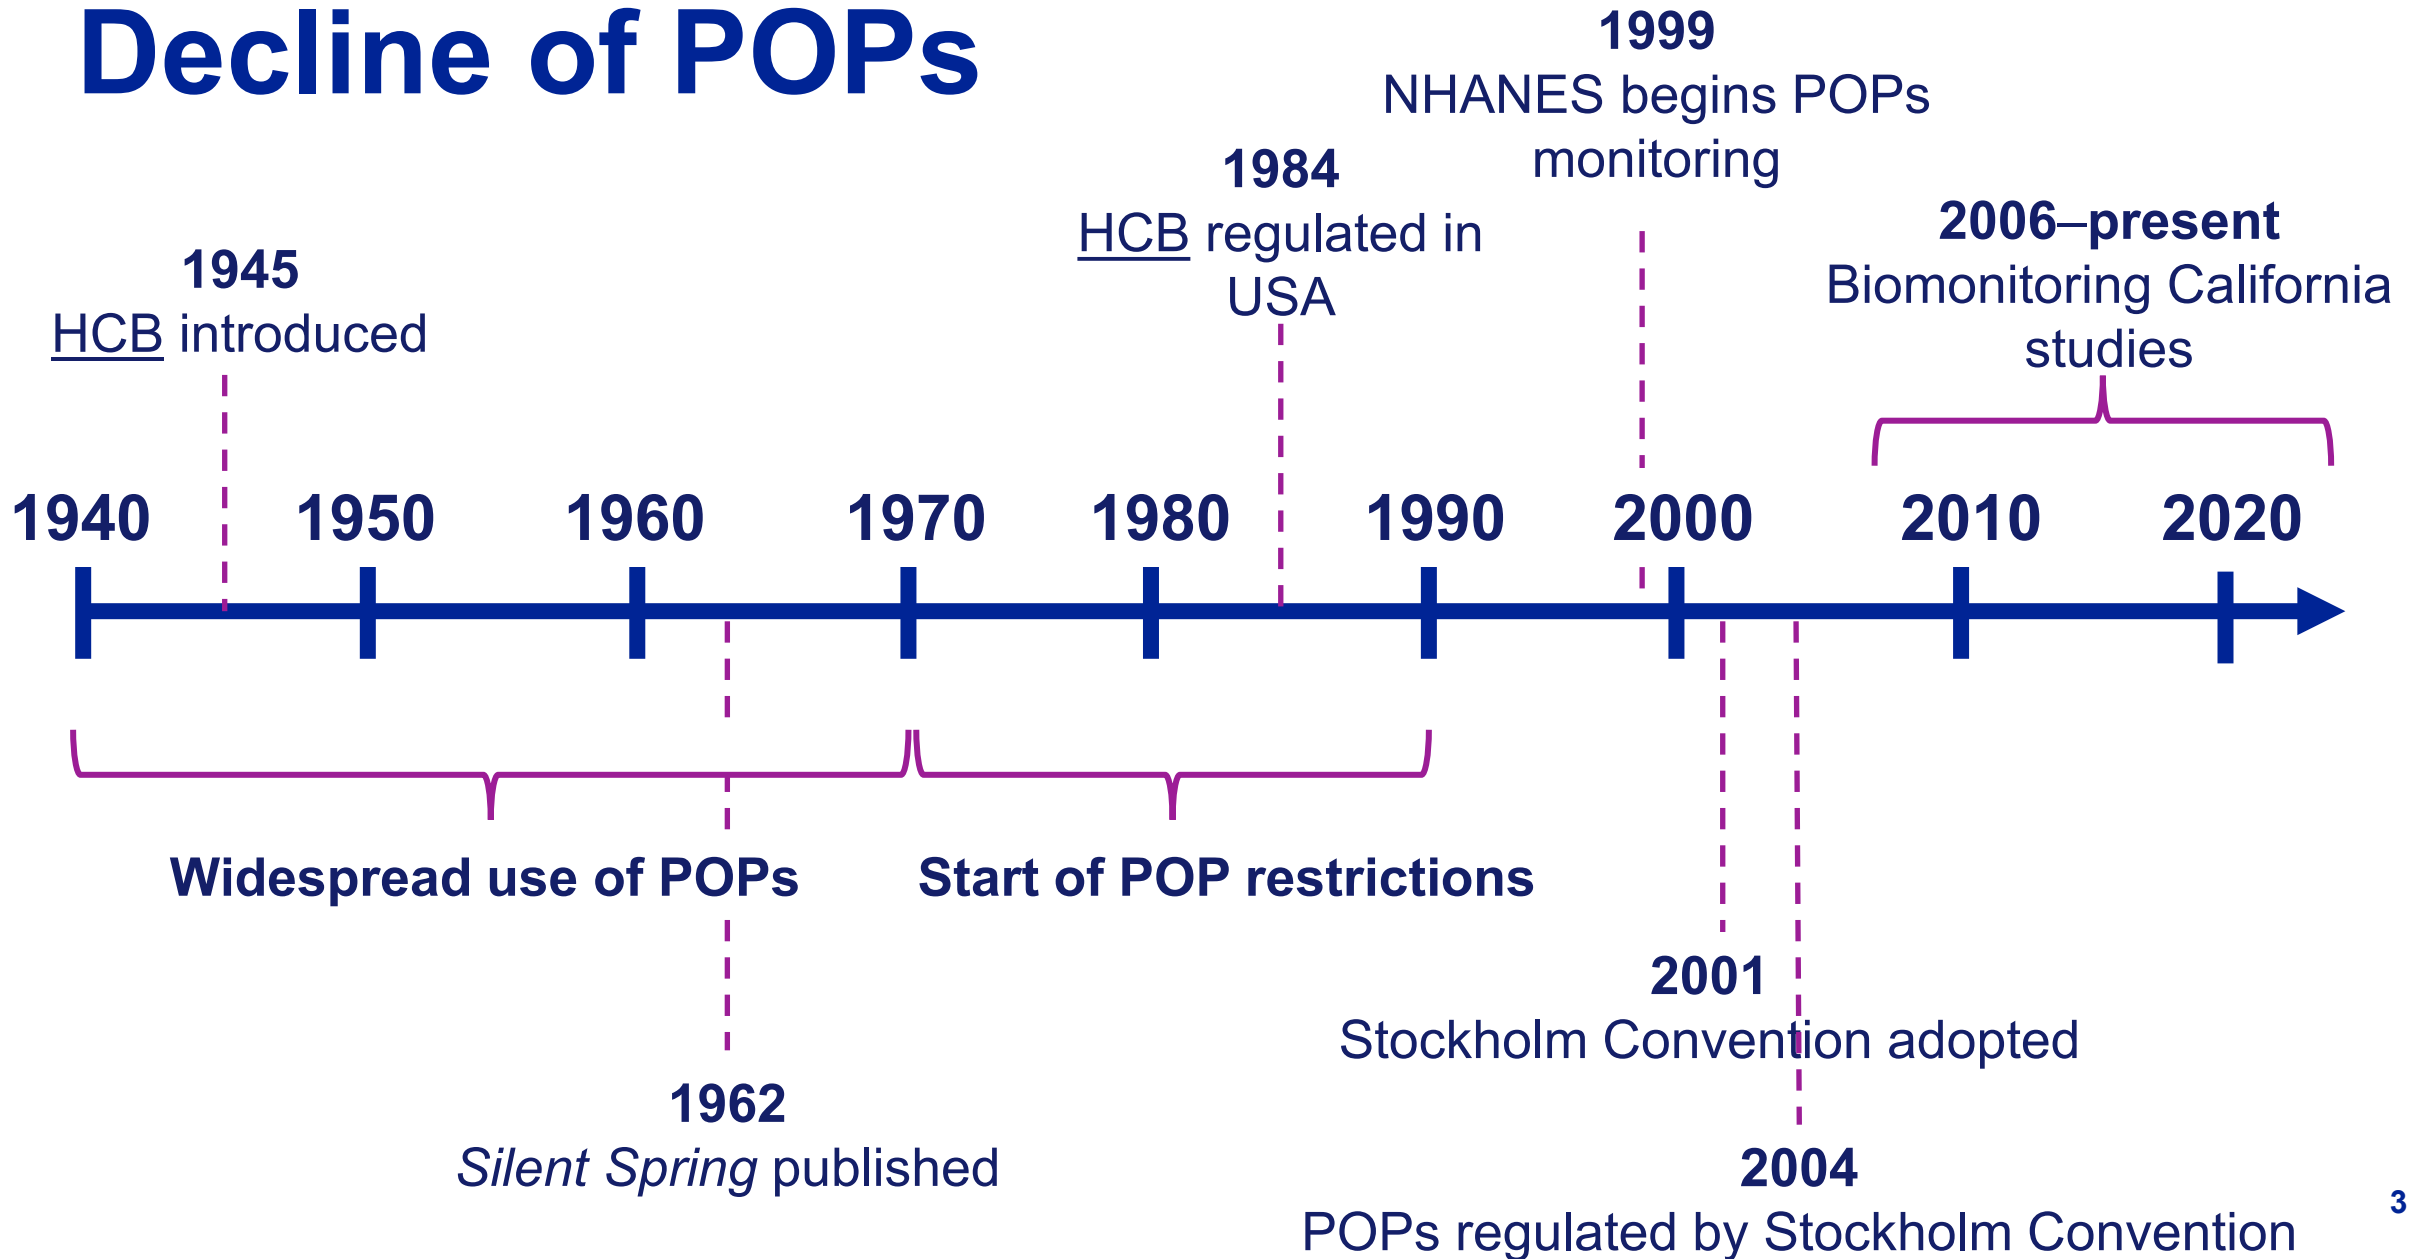 Decline of POPs
1999
NHANES begins POPs
monitoring
1984
HCB regulated in
USA
2006–present
Biomonitoring California
studies
1945
HCB introduced
1940 1950 1960 1970 1980 1990 2000 2010 2020
Widespread use of POPs
Start of POP restrictions
2001
Stockholm Convention adopted
1962
Silent Spring published
2004
POPs regulated by Stockholm Convention
3